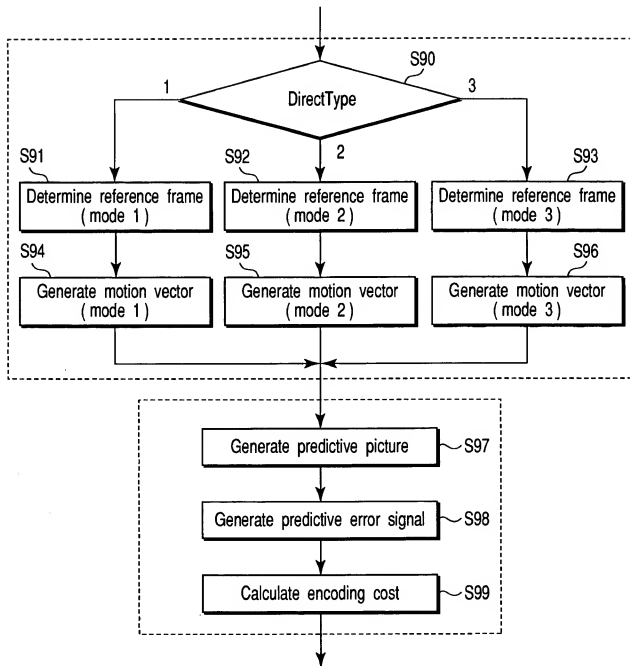 S90
1
3
DirectType
2
S91
S92
S93
Determine reference frame
( mode 1 )
Determine reference frame
( mode 2 )
Determine reference frame
( mode 3 )
S94
S95
S96
Generate motion vector
( mode 1 )
Generate motion vector
( mode 2 )
Generate motion vector
( mode 3 )
Generate predictive picture
S97
Generate predictive error signal
S98
Calculate encoding cost
S99